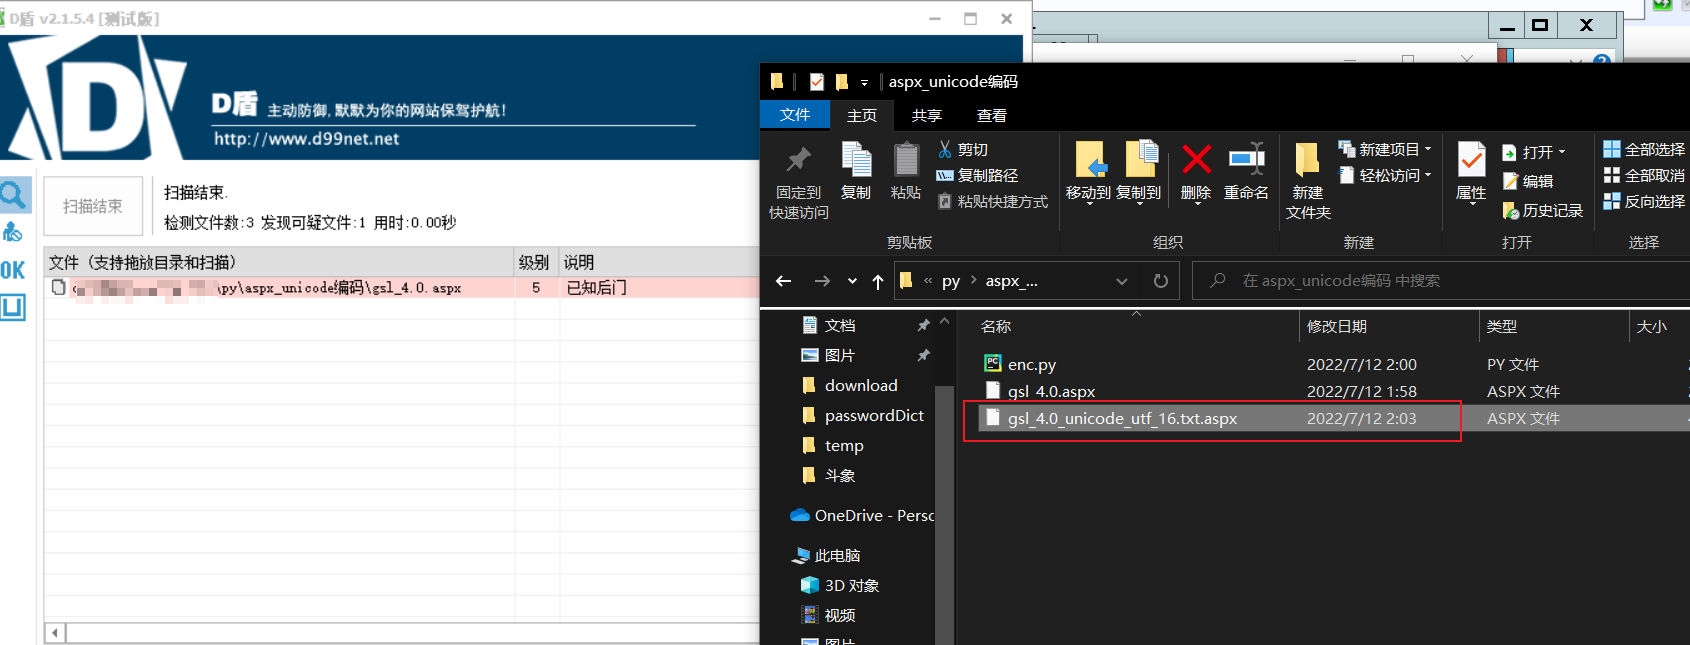 D盾 v2.1.5.4 [测试版]
D盾 主动防御,默默为你的网站保驾护航!
http://www.d99net.net
扫描结束
扫描结束.
检测文件数:3 发现可疑文件:1 用时:0.00秒
OK
文件 (支持拖放目录和扫描) 级别 说明
\py\aspx_unicode编码\gsl_4.0.aspx 5 已知后门
aspx_unicode编码
文件 主页 共享 查看
固定到
快速访问
复制
粘贴
剪切
复制路径
粘贴快捷方式
剪贴板
移动到 复制到 删除 重命名
组织
新建
文件夹
新建项目
轻松访问
新建
属性
打开
编辑
历史记录
打开
全部选择
全部取消
反向选择
选择
« py › aspx_...
在 aspx_unicode编码 中搜索
文档
图片
download
passwordDict
temp
斗象
OneDrive - Persc
此电脑
3D 对象
视频
图片
名称 修改日期 类型 大小
enc.py 2022/7/12 2:00 PY 文件
gsl_4.0.aspx 2022/7/12 1:58 ASPX 文件
gsl_4.0_unicode_utf_16.txt.aspx 2022/7/12 2:03 ASPX 文件